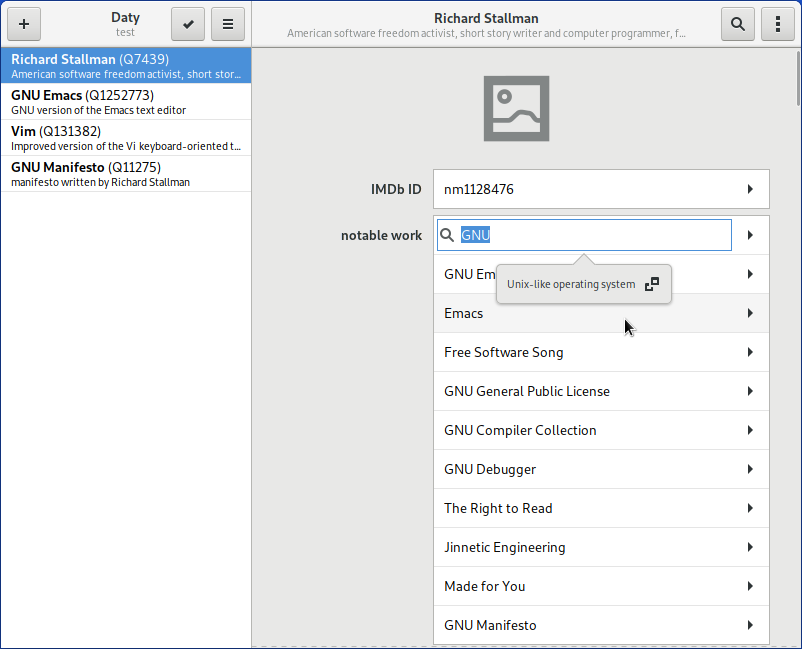 Daty
test
Richard Stallman
American software freedom activist, short story writer and computer programmer, f…
Richard Stallman (Q7439)
American software freedom activist, short stor…
GNU Emacs (Q1252773)
GNU version of the Emacs text editor
Vim (Q131382)
Improved version of the Vi keyboard-oriented t…
GNU Manifesto (Q11275)
manifesto written by Richard Stallman
IMDb ID
nm1128476
notable work
GNU
GNU Em
Unix-like operating system
Emacs
Free Software Song
GNU General Public License
GNU Compiler Collection
GNU Debugger
The Right to Read
Jinnetic Engineering
Made for You
GNU Manifesto